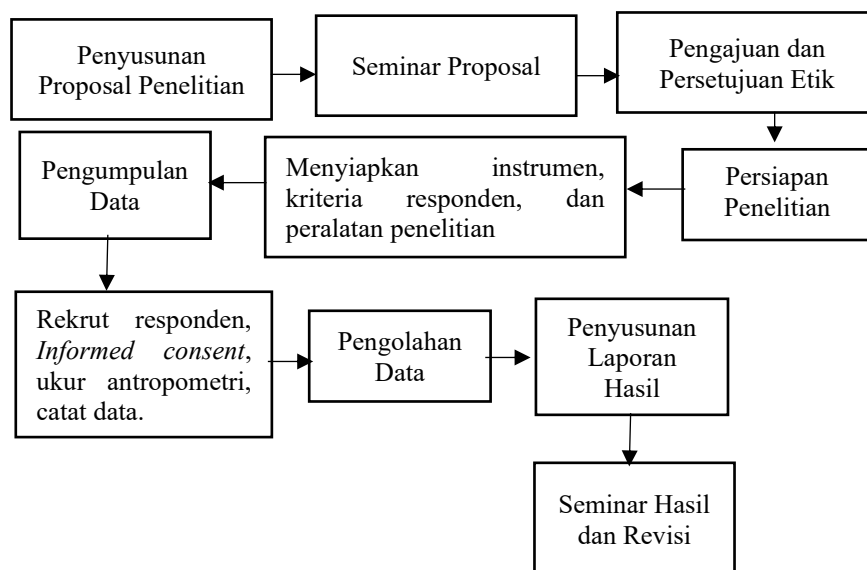 Penyusunan
Proposal Penelitian
Seminar Proposal
Pengajuan dan
Persetujuan Etik
Persiapan
Penelitian
Menyiapkan instrumen,
kriteria responden, dan
peralatan penelitian
Pengumpulan
Data
Rekrut responden,
Informed consent,
ukur antropometri,
catat data.
Pengolahan
Data
Penyusunan
Laporan
Hasil
Seminar Hasil
dan Revisi